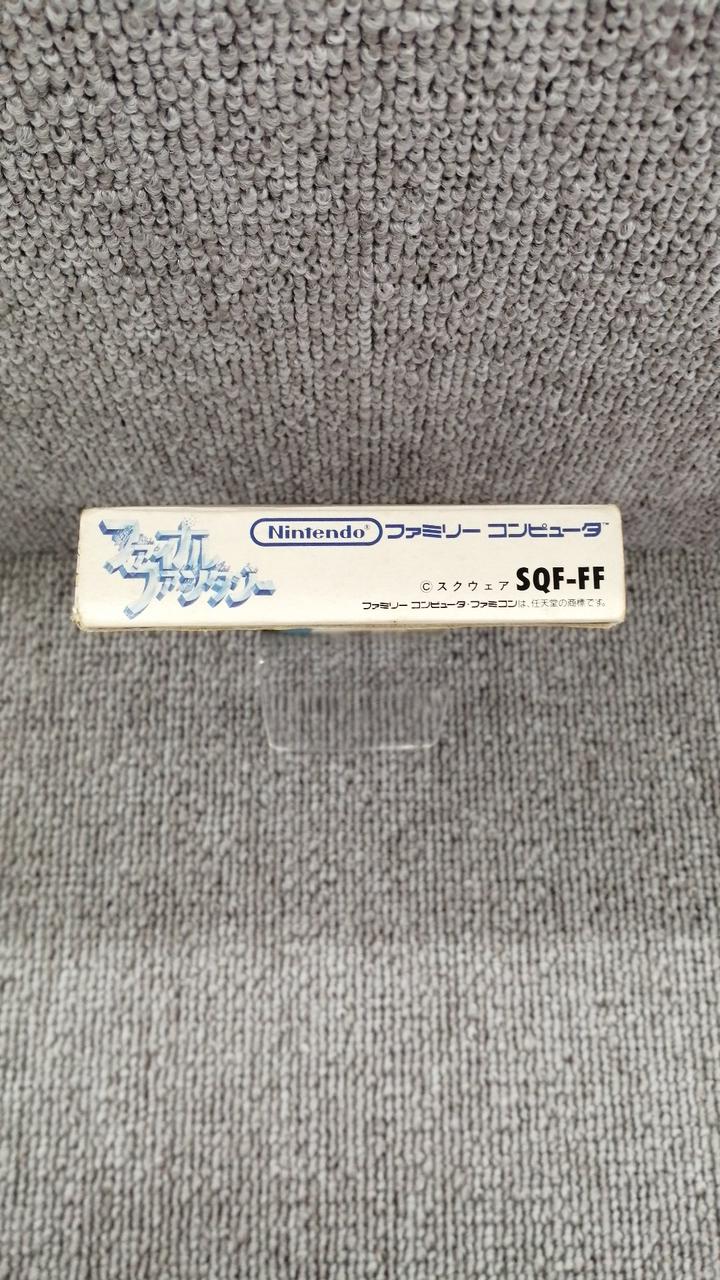 ファイナル
ファンタジー
Nintendo® ファミリー コンピュータ™
©スクウェア SQF-FF
ファミリー コンピュータ・ファミコンは、任天堂の商標です。